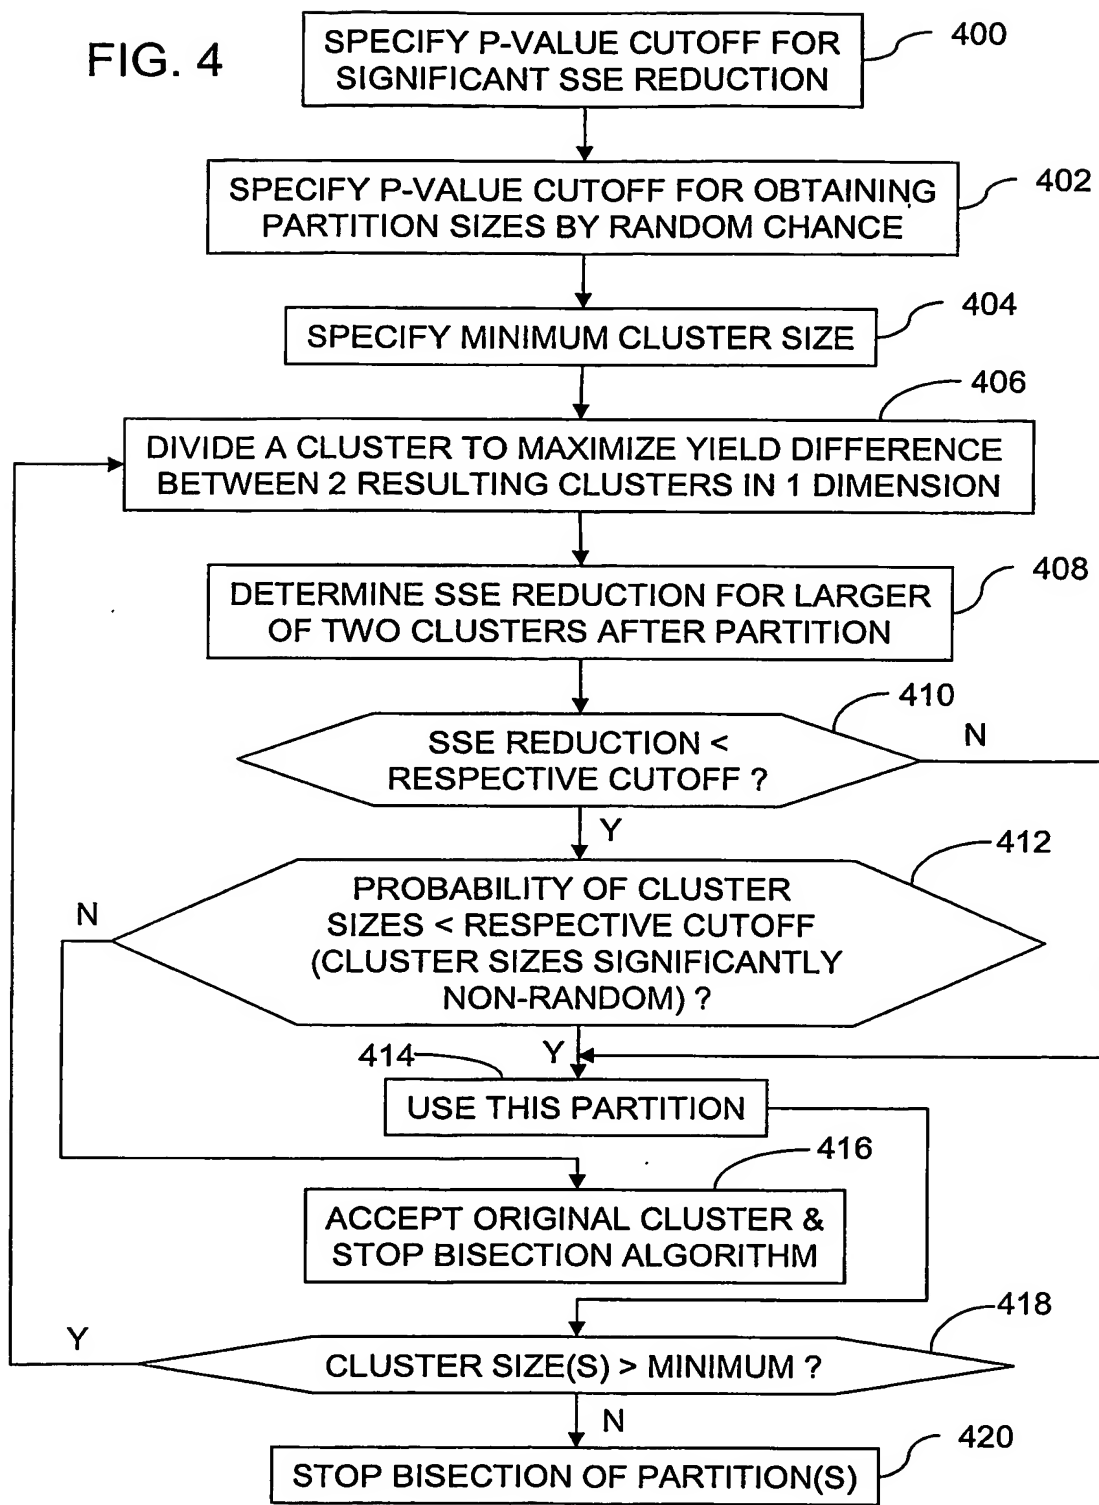 FIG. 4
SPECIFY P-VALUE CUTOFF FOR
SIGNIFICANT SSE REDUCTION
400
SPECIFY P-VALUE CUTOFF FOR OBTAINING
PARTITION SIZES BY RANDOM CHANCE
402
SPECIFY MINIMUM CLUSTER SIZE
404
406
DIVIDE A CLUSTER TO MAXIMIZE YIELD DIFFERENCE
BETWEEN 2 RESULTING CLUSTERS IN 1 DIMENSION
408
DETERMINE SSE REDUCTION FOR LARGER
OF TWO CLUSTERS AFTER PARTITION
410
SSE REDUCTION <
RESPECTIVE CUTOFF ?
N
Y
412
PROBABILITY OF CLUSTER
SIZES < RESPECTIVE CUTOFF
(CLUSTER SIZES SIGNIFICANTLY
NON-RANDOM) ?
N
Y
414
USE THIS PARTITION
416
ACCEPT ORIGINAL CLUSTER &
STOP BISECTION ALGORITHM
418
CLUSTER SIZE(S) > MINIMUM ?
Y
N
420
STOP BISECTION OF PARTITION(S)